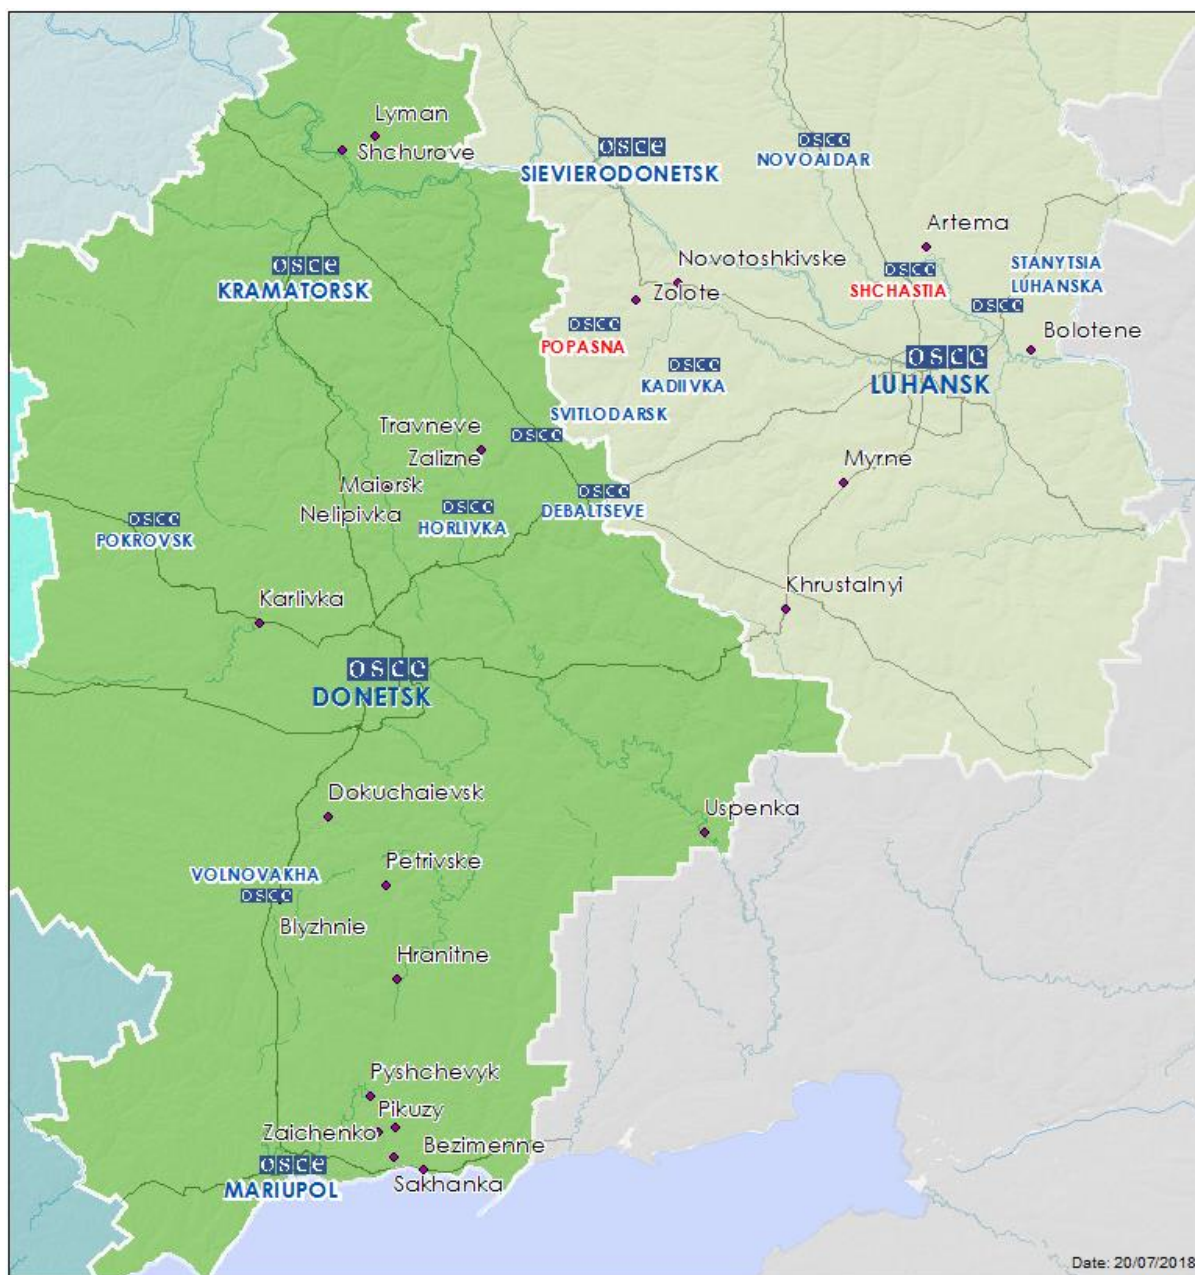 Lyman
Shchurove
osce
SIEVIERODONETSK
osce
NOVOAIDAR
Artema
osce
KRAMATORSK
Novotoshkivske
Zolote
osce
SHCHASTIA
STANYTSIA
LUHANSKA
osce
Bolotene
osce
POPASNA
osce
KADIIVKA
osce
LUHANSK
SVITLODARSK
osce
Travneve
Zalizne
Maiorsk
Nelipivka
osce
HORLIVKA
osce
DEBALTSEVE
Myrne
osce
POKROVSK
Karlivka
Khrustalnyi
osce
DONETSK
Dokuchaievsk
Uspenka
VOLNOVAKHA
osce
Petrivske
Blyzhnie
Hranitne
Pyshchevyk
Pikuzy
Zaichenko
Bezimenne
osce
MARIUPOL
Sakhanka
Date: 20/07/2018